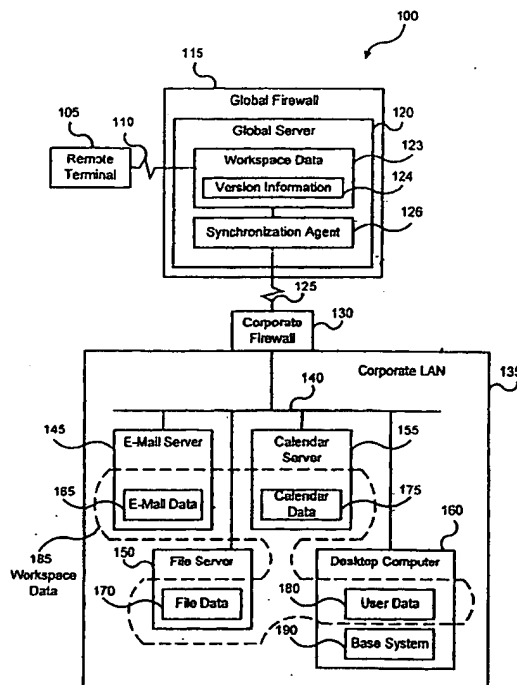 100
115
Global Firewall
105
110
Global Server
120
Remote Terminal
Workspace Data
123
Version Information
124
Synchronization Agent
126
125
Corporate Firewall
130
Corporate LAN
135
140
145
E-Mail Server
Calendar Server
155
165
E-Mail Data
Calendar Data
175
160
185
Workspace Data
150
File Server
Desktop Computer
170
File Data
180
User Data
190
Base System